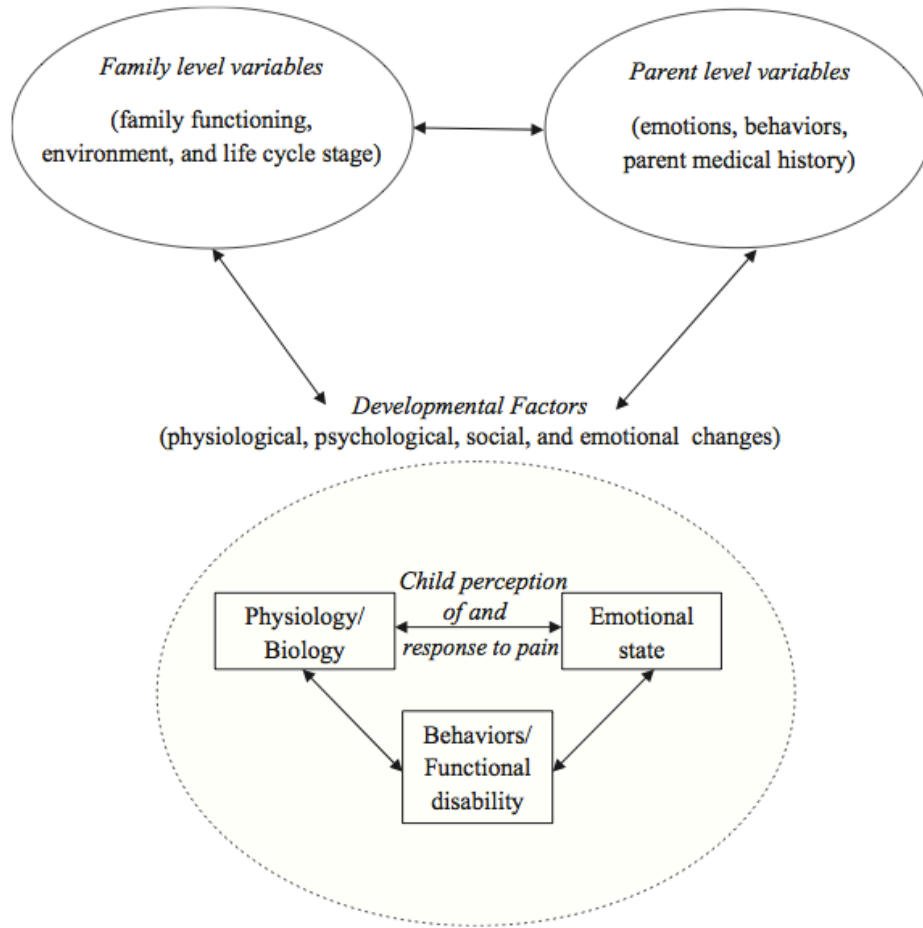 Family level variables
(family functioning,
environment, and life cycle stage)
Parent level variables
(emotions, behaviors,
parent medical history)
Developmental Factors
(physiological, psychological, social, and emotional changes)
Child perception
of and
response to pain
Physiology/
Biology
Emotional
state
Behaviors/
Functional
disability